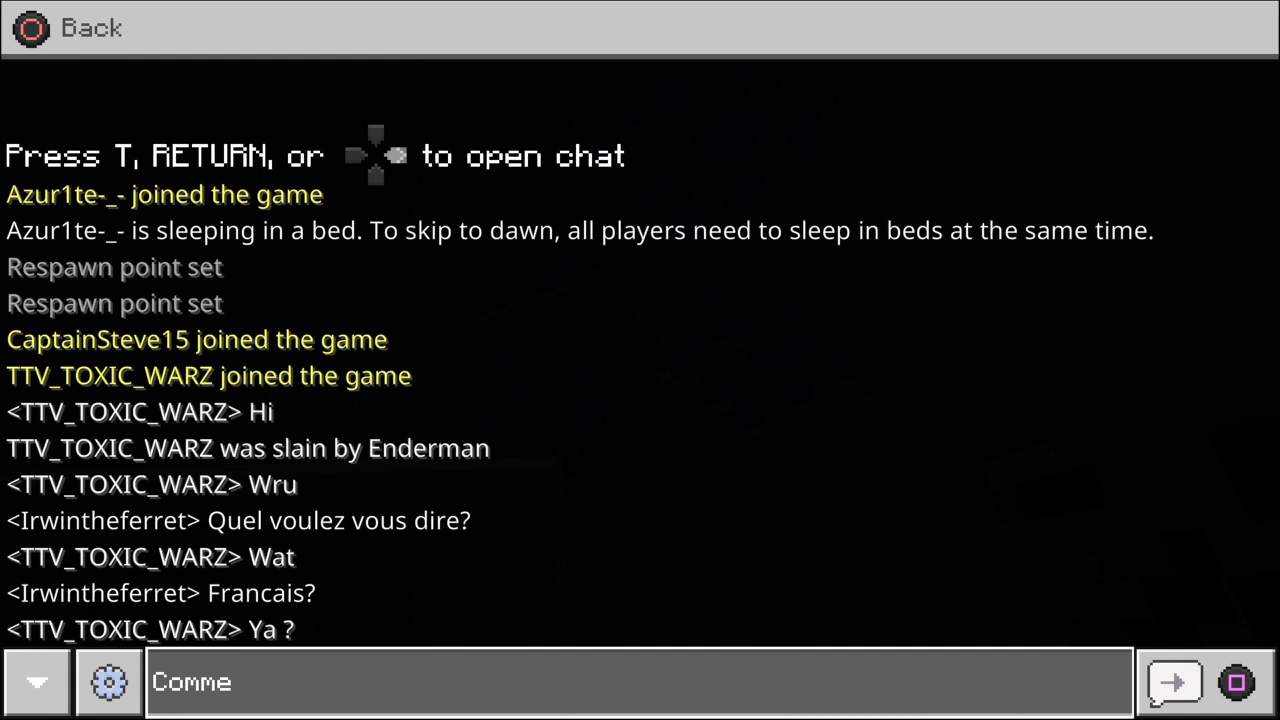 Back
Press T, RETURN, or to open chat
Azur1te-_- joined the game
Azur1te-_- is sleeping in a bed. To skip to dawn, all players need to sleep in beds at the same time.
Respawn point set
Respawn point set
CaptainSteve15 joined the game
TTV_TOXIC_WARZ joined the game
<TTV_TOXIC_WARZ> Hi
TTV_TOXIC_WARZ was slain by Enderman
<TTV_TOXIC_WARZ> Wru
<Irwintheferret> Quel voulez vous dire?
<TTV_TOXIC_WARZ> Wat
<Irwintheferret> Francais?
<TTV_TOXIC_WARZ> Ya ?
Comme